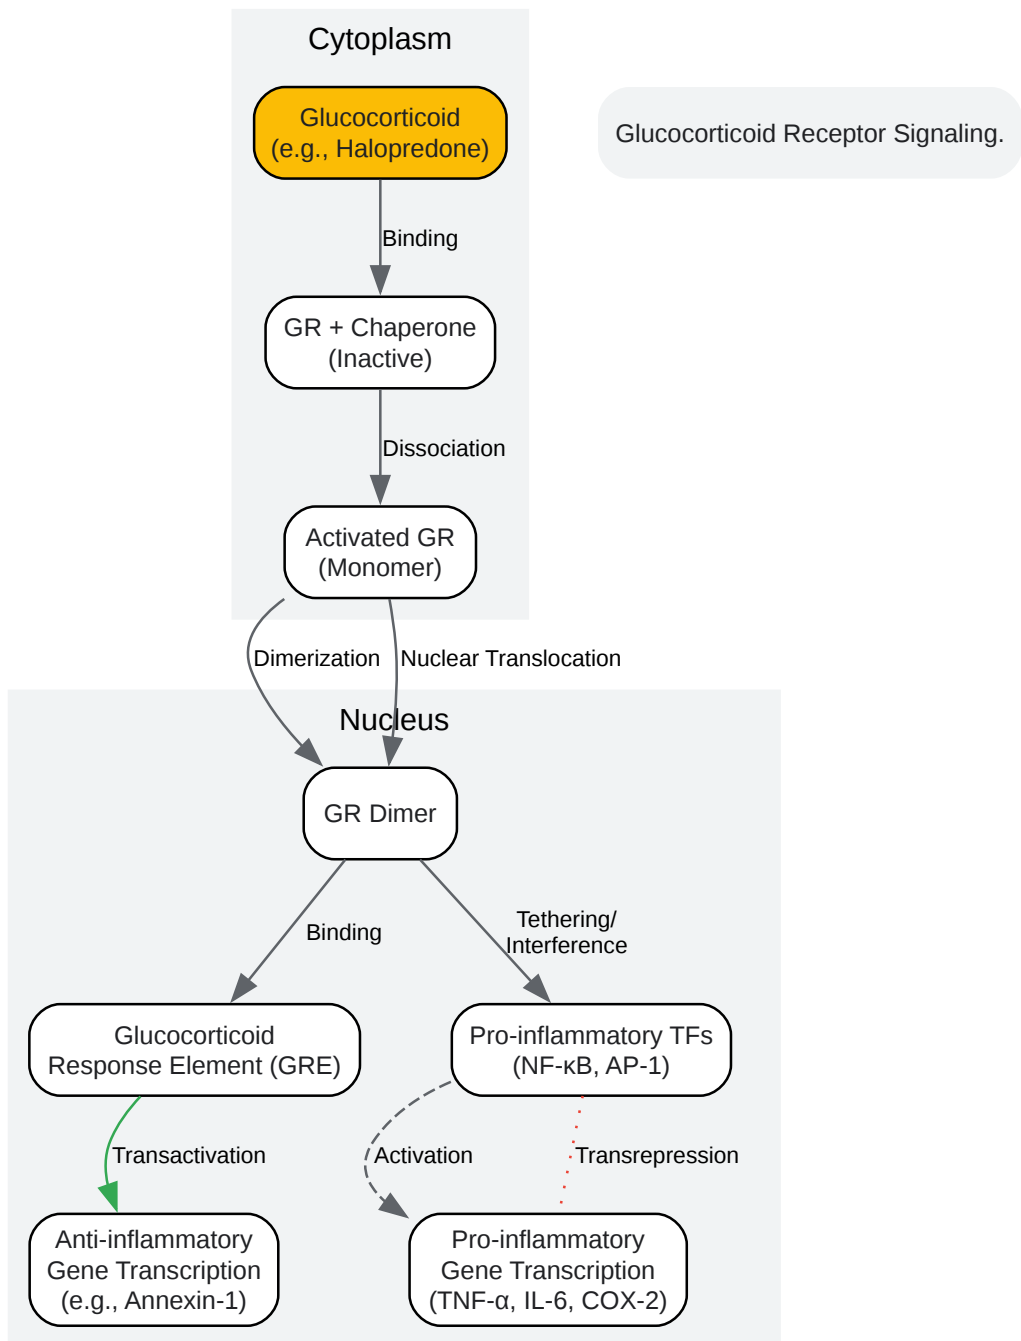 Cytoplasm
Glucocorticoid
(e.g., Halopredone)
Glucocorticoid Receptor Signaling.
Binding
GR + Chaperone
(Inactive)
Dissociation
Activated GR
(Monomer)
Dimerization
Nuclear Translocation
Nucleus
GR Dimer
Binding
Tethering/
Interference
Glucocorticoid
Response Element (GRE)
Pro-inflammatory TFs
(NF-κB, AP-1)
Transactivation
Activation
Transrepression
Anti-inflammatory
Gene Transcription
(e.g., Annexin-1)
Pro-inflammatory
Gene Transcription
(TNF-α, IL-6, COX-2)